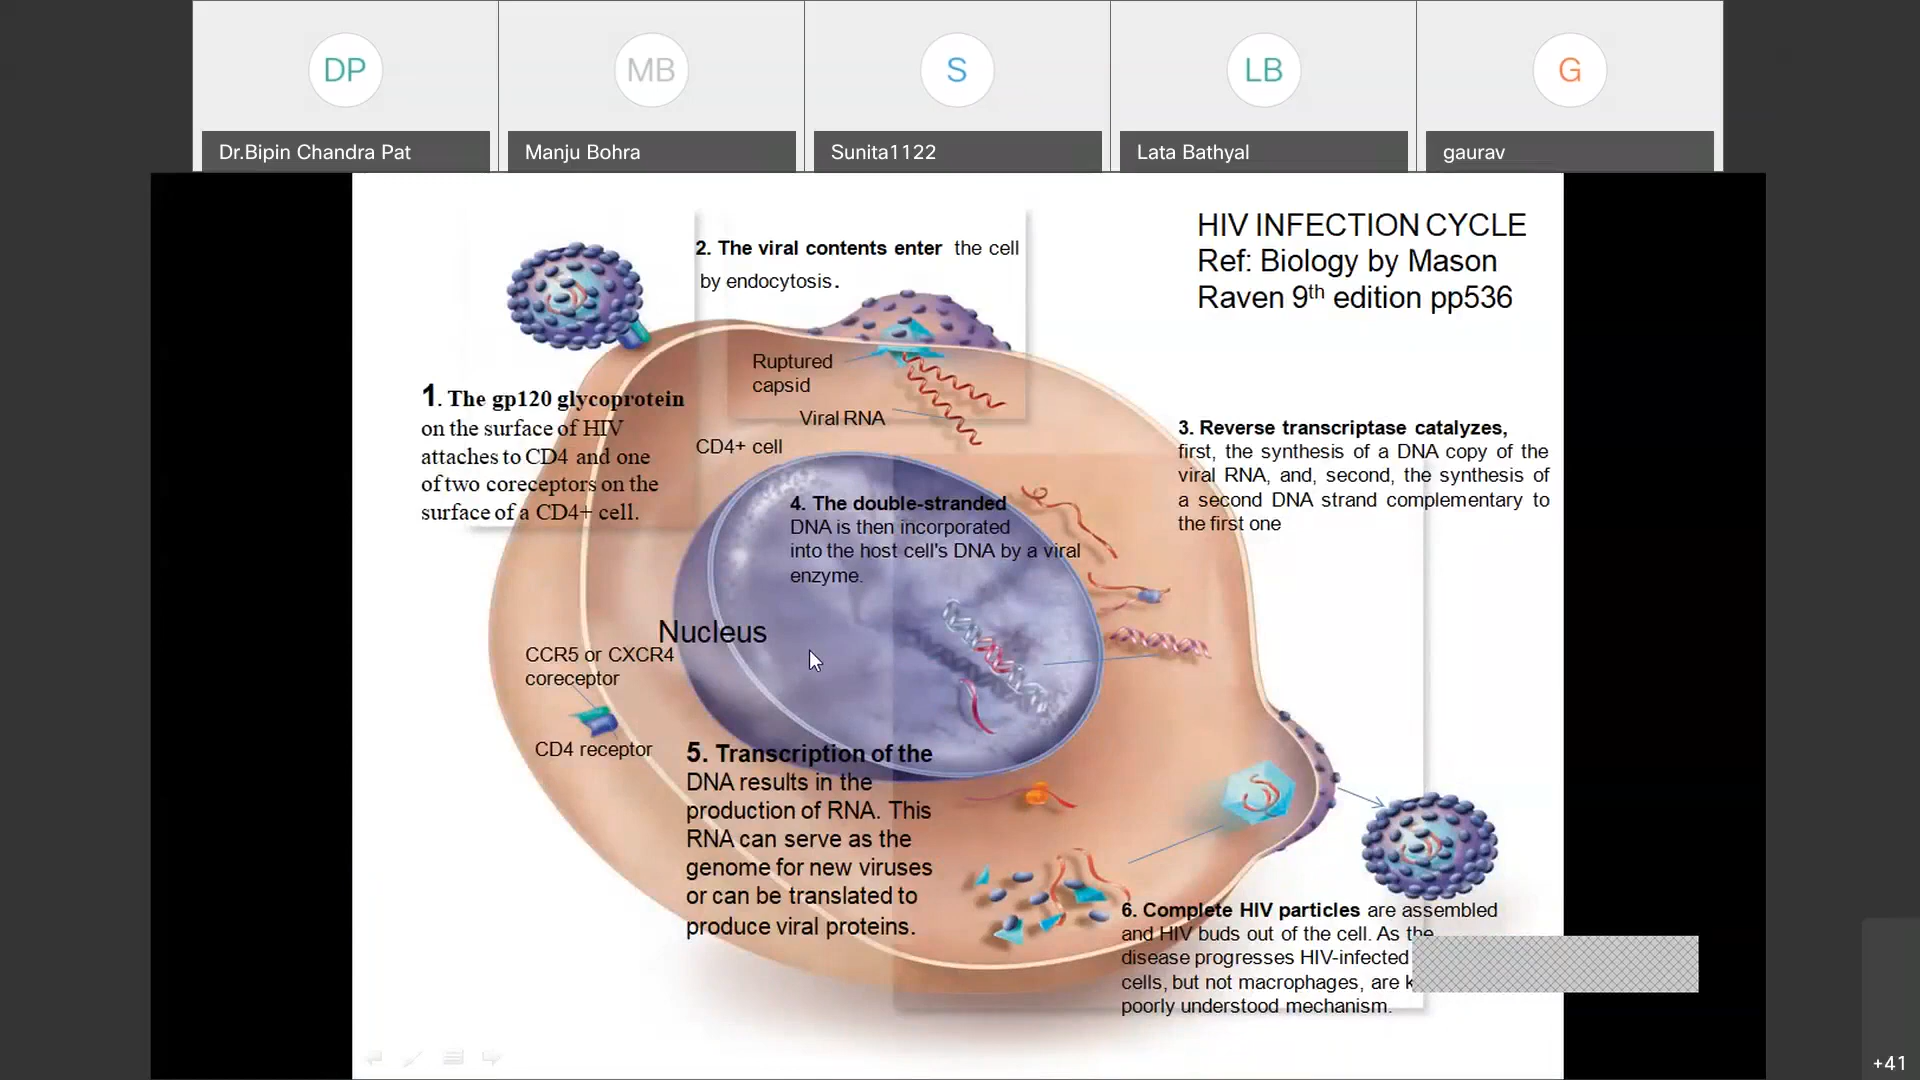 DP
MB
S
LB
G
Dr.Bipin Chandra Pat
Manju Bohra
Sunita1122
Lata Bathyal
gaurav
HIV INFECTION CYCLE
Ref: Biology by Mason
Raven 9th edition pp536
2. The viral contents enter the cell
by endocytosis.
Ruptured
capsid
Viral RNA
CD4+ cell
1. The gp120 glycoprotein
on the surface of HIV
attaches to CD4 and one
of two coreceptors on the
surface of a CD4+ cell.
3. Reverse transcriptase catalyzes,
first, the synthesis of a DNA copy of the
viral RNA, and, second, the synthesis of
a second DNA strand complementary to
the first one
4. The double-stranded
DNA is then incorporated
into the host cell's DNA by a viral
enzyme.
Nucleus
CCR5 or CXCR4
coreceptor
CD4 receptor
5. Transcription of the
DNA results in the
production of RNA. This
RNA can serve as the
genome for new viruses
or can be translated to
produce viral proteins.
6. Complete HIV particles are assembled
and HIV buds out of the cell. As the
disease progresses HIV-infected
cells, but not macrophages, are
poorly understood mechanism.
+41